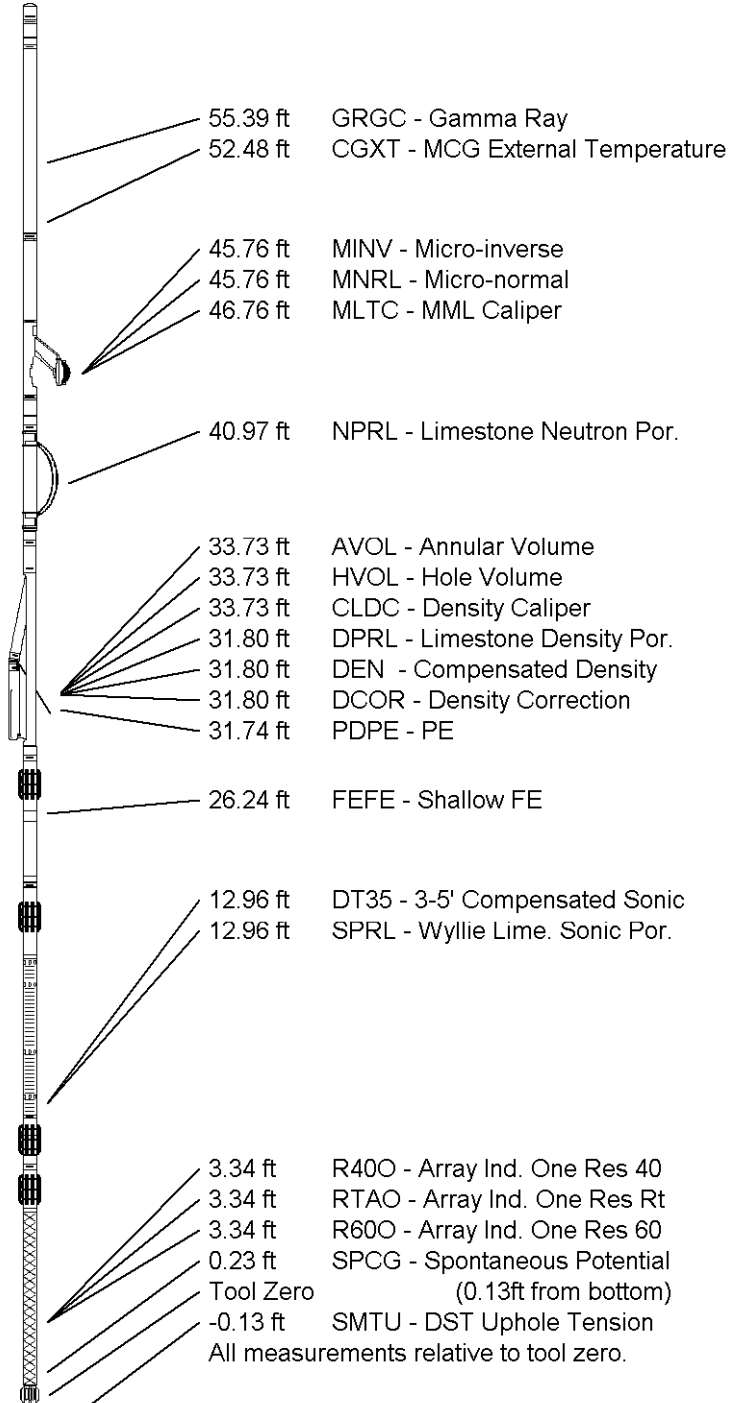 55.39 ft GRGC - Gamma Ray
52.48 ft CGXT - MCG External Temperature
45.76 ft MINV - Micro-inverse
45.76 ft MNRL - Micro-normal
46.76 ft MLTC - MML Caliper
40.97 ft NPRL - Limestone Neutron Por.
33.73 ft AVOL - Annular Volume
33.73 ft HVOL - Hole Volume
33.73 ft CLDC - Density Caliper
31.80 ft DPRL - Limestone Density Por.
31.80 ft DEN - Compensated Density
31.80 ft DCOR - Density Correction
31.74 ft PDPE - PE
26.24 ft FEFE - Shallow FE
12.96 ft DT35 - 3-5' Compensated Sonic
12.96 ft SPRL - Wyllie Lime. Sonic Por.
3.34 ft R40O - Array Ind. One Res 40
3.34 ft RTAO - Array Ind. One Res Rt
3.34 ft R60O - Array Ind. One Res 60
0.23 ft SPCG - Spontaneous Potential
Tool Zero (0.13ft from bottom)
-0.13 ft SMTU - DST Uphole Tension
All measurements relative to tool zero.